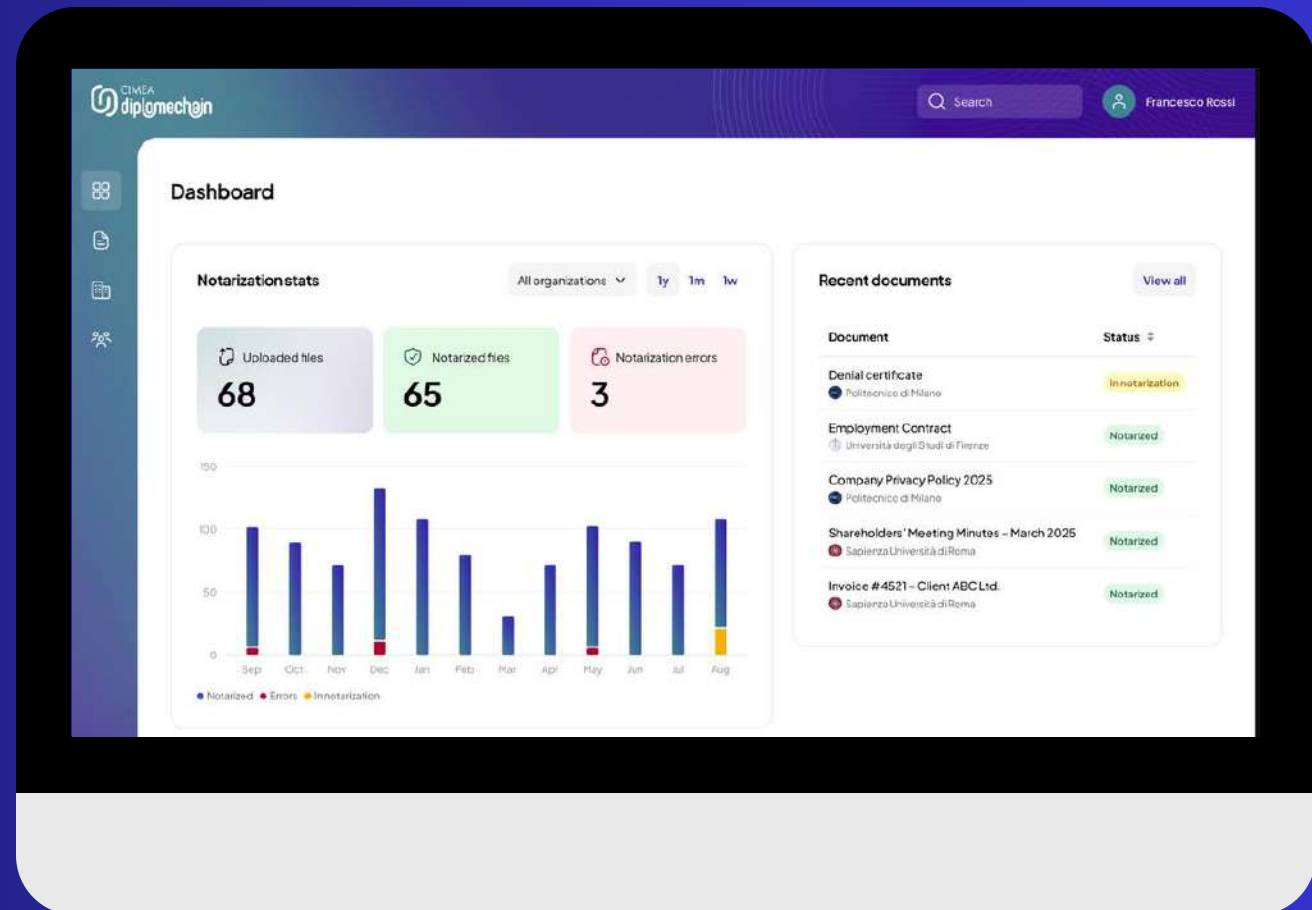 CIMEA
diplomechain
Search
Francesco Rossi
Dashboard
Notarization stats
All organizations
1y 1m 1w
Uploaded files
68
Notarized files
65
Notarization errors
3
150
100
50
0
Sep Oct Nov Dec Jan Feb Mar Apr May Jun Jul Aug
Notarized Errors In notarization
Recent documents
View all
Document Status
Denial certificate
Politecnico di Milano
In notarization
Employment Contract
Università degli Studi di Firenze
Notarized
Company Privacy Policy 2025
Politecnico di Milano
Notarized
Shareholders' Meeting Minutes – March 2025
Sapienza Università di Roma
Notarized
Invoice #4521 – Client ABC Ltd.
Sapienza Università di Roma
Notarized